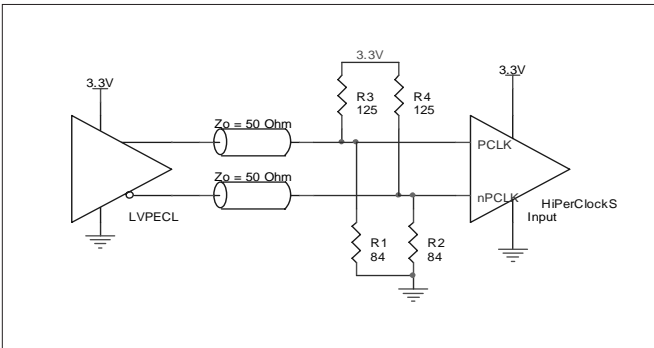 3.3V
3.3V
3.3V
R3
125
R4
125
Zo = 50 Ohm
PCLK
Zo = 50 Ohm
nPCLK
HiPerClockS
Input
LVPECL
R1
84
R2
84